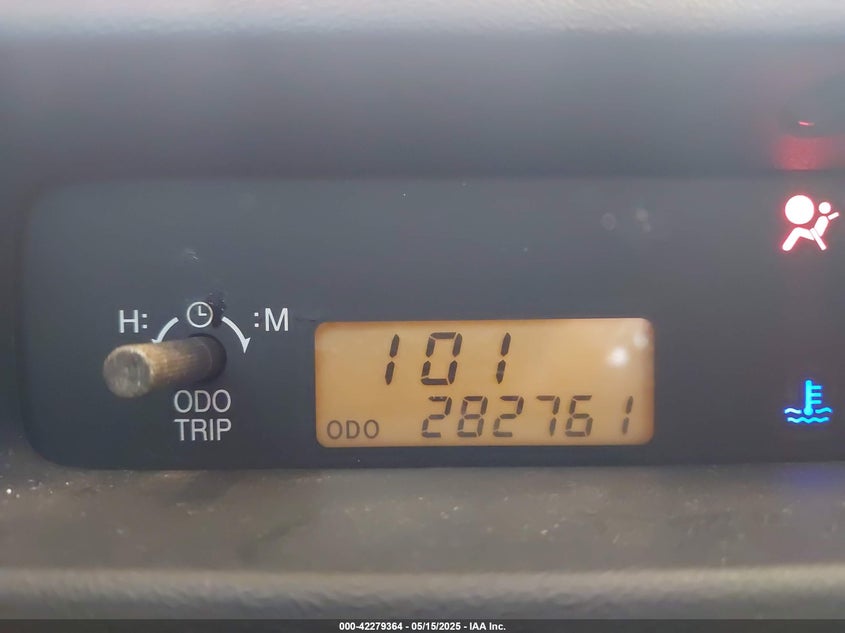 H: :M
ODO
TRIP
101
ODO 282761
000-42279364 - 05/15/2025 - IAA Inc.